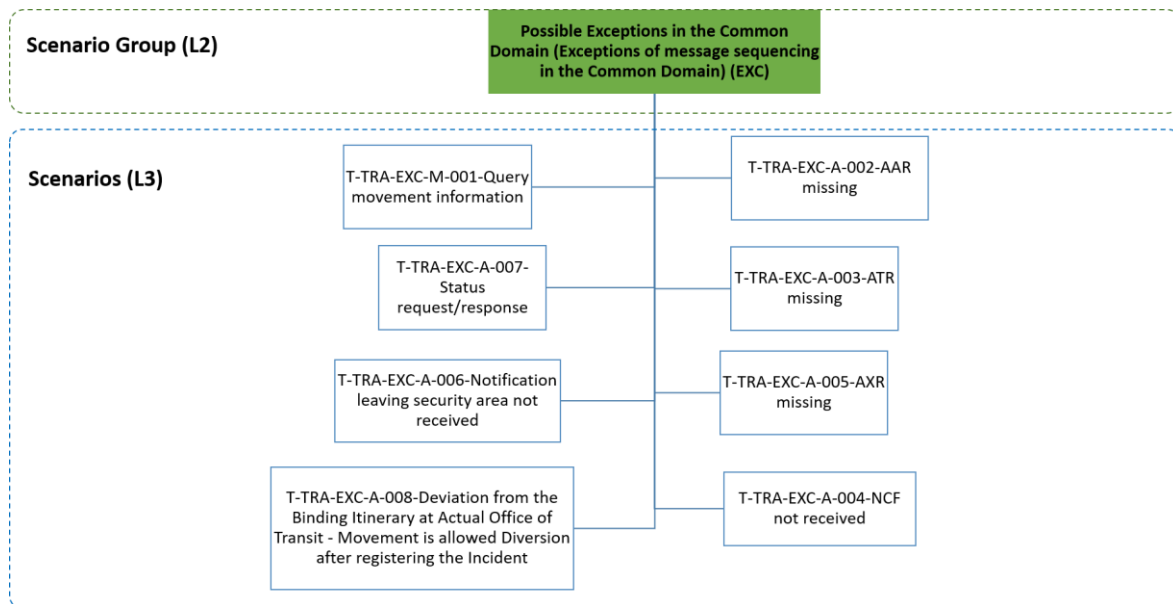 Scenario Group (L2)
Possible Exceptions in the Common
Domain (Exceptions of message sequencing
in the Common Domain) (EXC)
Scenarios (L3)
T-TRA-EXC-M-001-Query
movement information
T-TRA-EXC-A-002-AAR
missing
T-TRA-EXC-A-007-
Status
request/response
T-TRA-EXC-A-003-ATR
missing
T-TRA-EXC-A-006-Notification
leaving security area not
received
T-TRA-EXC-A-005-AXR
missing
T-TRA-EXC-A-008-Deviation from the
Binding Itinerary at Actual Office of
Transit - Movement is allowed Diversion
after registering the Incident
T-TRA-EXC-A-004-NCF
not received